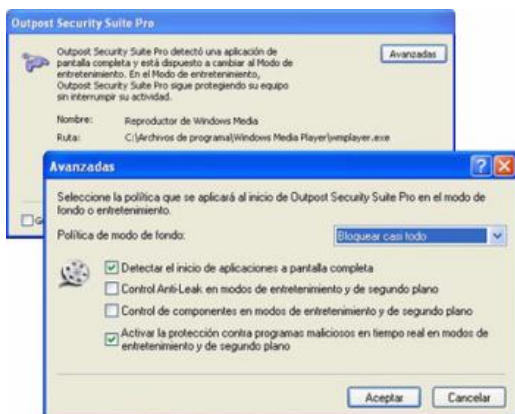 Outpost Security Suite Pro
Outpost Security Suite Pro detectó una aplicación de
pantalla completa y está dispuesto a cambiar al Modo de
entretenimiento. En el Modo de entretenimiento,
Outpost Security Suite Pro sigue protegiendo su equipo
sin interrumpir su actividad.
Avanzadas
Nombre: Reproductor de Windows Media
Ruta: C:\Archivos de programa\Windows Media Player\wmplayer.exe
Avanzadas
Seleccione la política que se aplicará al inicio de Outpost Security Suite Pro en el modo de
fondo o entretenimiento.
Política de modo de fondo: Bloquear casi todo
Detectar el inicio de aplicaciones a pantalla completa
Control Anti-Leak en modos de entretenimiento y de segundo plano
Control de componentes en modos de entretenimiento y de segundo plano
Activar la protección contra programas maliciosos en tiempo real en modos de
entretenimiento y de segundo plano
Aceptar Cancelar